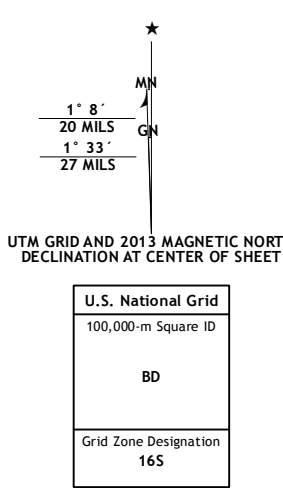 MN
1° 8´
20 MILS
GN
1° 33´
27 MILS
UTM GRID AND 2013 MAGNETIC NORT
DECLINATION AT CENTER OF SHEET
U.S. National Grid
100,000-m Square ID
BD
Grid Zone Designation
16S